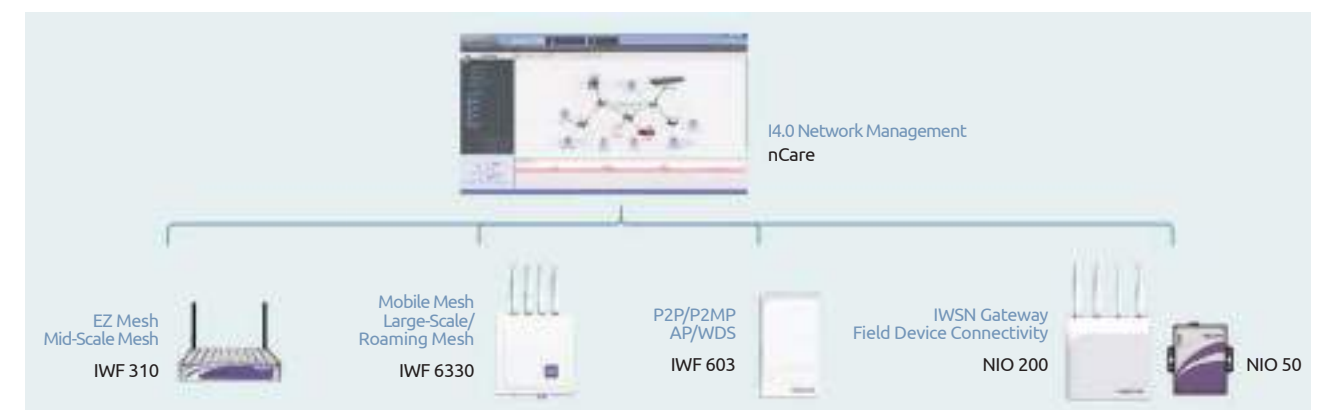 I4.0 Network Management
nCare
EZ Mesh
Mid-Scale Mesh
IWF 310
Mobile Mesh
Large-Scale/
Roaming Mesh
IWF 6330
P2P/P2MP
AP/WDS
IWF 603
IWSN Gateway
Field Device Connectivity
NIO 200
NIO 50